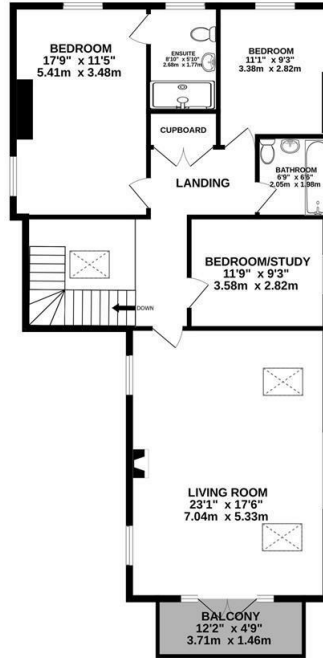 BEDROOM
17'9" x 11'5"
5.41m x 3.48m
ENSUITE
8'10" x 5'10"
2.68m x 1.77m
BEDROOM
11'1" x 9'3"
3.38m x 2.82m
CUPBOARD
BATHROOM
6'9" x 6'6"
2.05m x 1.98m
LANDING
BEDROOM/STUDY
11'9" x 9'3"
3.58m x 2.82m
DOWN
LIVING ROOM
23'1" x 17'6"
7.04m x 5.33m
BALCONY
12'2" x 4'9"
3.71m x 1.46m